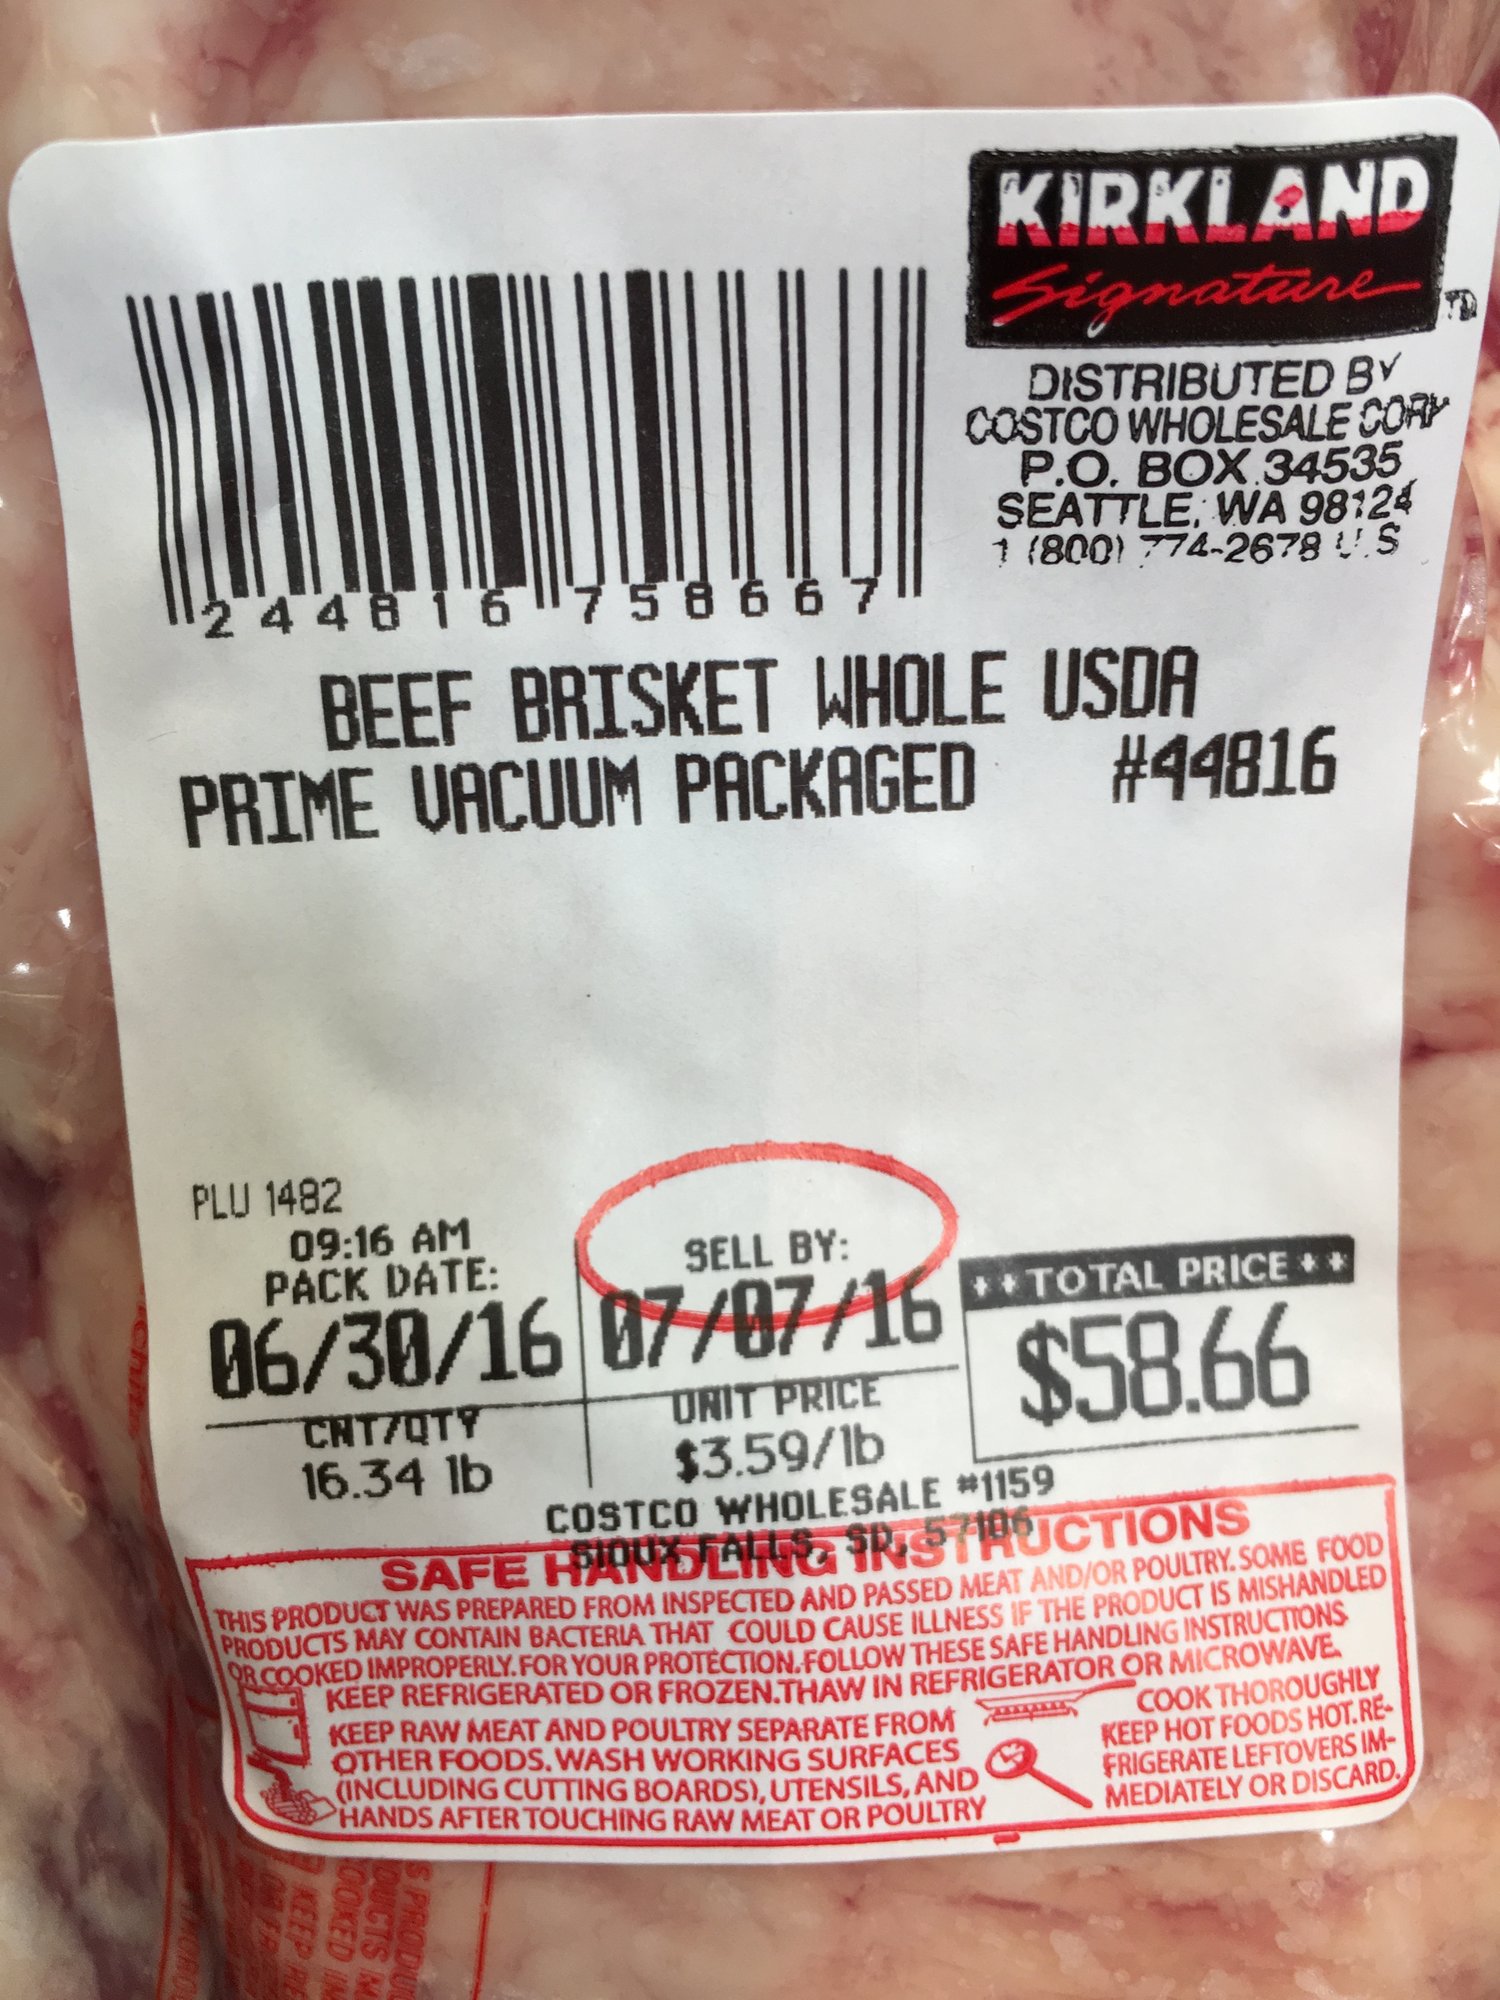 KIRKLAND
Signature
TD
DISTRIBUTED BY
COSTCO WHOLESALE CORP
P.O. BOX 34535
SEATTLE, WA 98124
1 (800) 774-2678 U.S
2 44816 75866 7
BEEF BRISKET WHOLE USDA
PRIME VACUUM PACKAGED #44816
PLU 1482
09:16 AM
PACK DATE:
06/30/16
SELL BY:
07/07/16
++TOTAL PRICE++
$58.66
CNT/QTY
16.34 lb
UNIT PRICE
$3.59/lb
COSTCO WHOLESALE #1159
SIOUX FALLS, SD, 57106
SAFE HANDLING INSTRUCTIONS
THIS PRODUCT WAS PREPARED FROM INSPECTED AND PASSED MEAT AND/OR POULTRY. SOME FOOD
PRODUCTS MAY CONTAIN BACTERIA THAT COULD CAUSE ILLNESS IF THE PRODUCT IS MISHANDLED
OR COOKED IMPROPERLY. FOR YOUR PROTECTION. FOLLOW THESE SAFE HANDLING INSTRUCTIONS
KEEP REFRIGERATED OR FROZEN. THAW IN REFRIGERATOR OR MICROWAVE.
KEEP RAW MEAT AND POULTRY SEPARATE FROM
OTHER FOODS. WASH WORKING SURFACES
(INCLUDING CUTTING BOARDS), UTENSILS, AND
HANDS AFTER TOUCHING RAW MEAT OR POULTRY
COOK THOROUGHLY
KEEP HOT FOODS HOT. RE-
FRIGERATE LEFTOVERS IM-
MEDIATELY OR DISCARD.